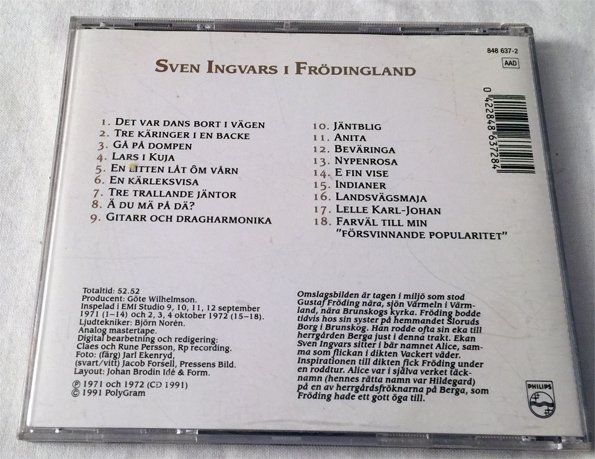 848 637-2
AAD
SVEN INGVARS I FRÖDINGLAND
0422848637284
1. DET VAR DANS BORT I VÄGEN
2. TRE KÄRINGER I EN BACKE
3. GÅ PÅ DOMPEN
4. LARS I KUJA
5. EN LITTEN LÅT ÔM VÅRN
6. EN KÄRLEKSVISA
7. TRE TRALLANDE JÄNTOR
8. Ä DU MÄ PÅ DÄ?
9. GITARR OCH DRAGHARMONIKA
10. JÄNTBLIG
11. ANITA
12. BEVÄRINGA
13. NYPENROSA
14. E FIN VISE
15. INDIANER
16. LANDSVÄGSMAJA
17. LELLE KARL-JOHAN
18. FARVÄL TILL MIN
"FÖRSVINNANDE POPULARITET"
Totaltid: 52.52
Producent: Göte Wilhelmson.
Inspelad i EMI Studio 9, 10, 11, 12 september
1971 (1–14) och 2, 3, 4 oktober 1972 (15–18).
Ljudtekniker: Björn Norén.
Analog mastertape.
Digital bearbetning och redigering:
Claes och Rune Persson, Rp recording.
Foto: (färg) Jarl Ekenryd,
(svart/vitt) Jacob Forsell, Pressens Bild.
Layout: Johan Brodin Idé & Form.
Ⓟ 1971 och 1972 (CD 1991)
© 1991 PolyGram
Omslagsbilden är tagen i miljö som stod
Gustaf Fröding nära, sjön Värmeln i Värm-
land, nära Brunskogs kyrka. Fröding bodde
tidvis hos sin syster på hemmandet Sloruds
Borg i Brunskog. Han rodde ofta sin eka till
herrgården Berga just i denna trakt. Ekan
Sven Ingvars sitter i bär namnet Alice, sam-
ma som flickan i dikten Vackert väder.
Inspirationen till dikten fick Fröding under
en roddtur. Alice var i själva verket täck-
namn (hennes rätta namn var Hildegard)
på en av herrgårdsfröknarna på Berga, som
Fröding hade ett gott öga till.
PHILIPS